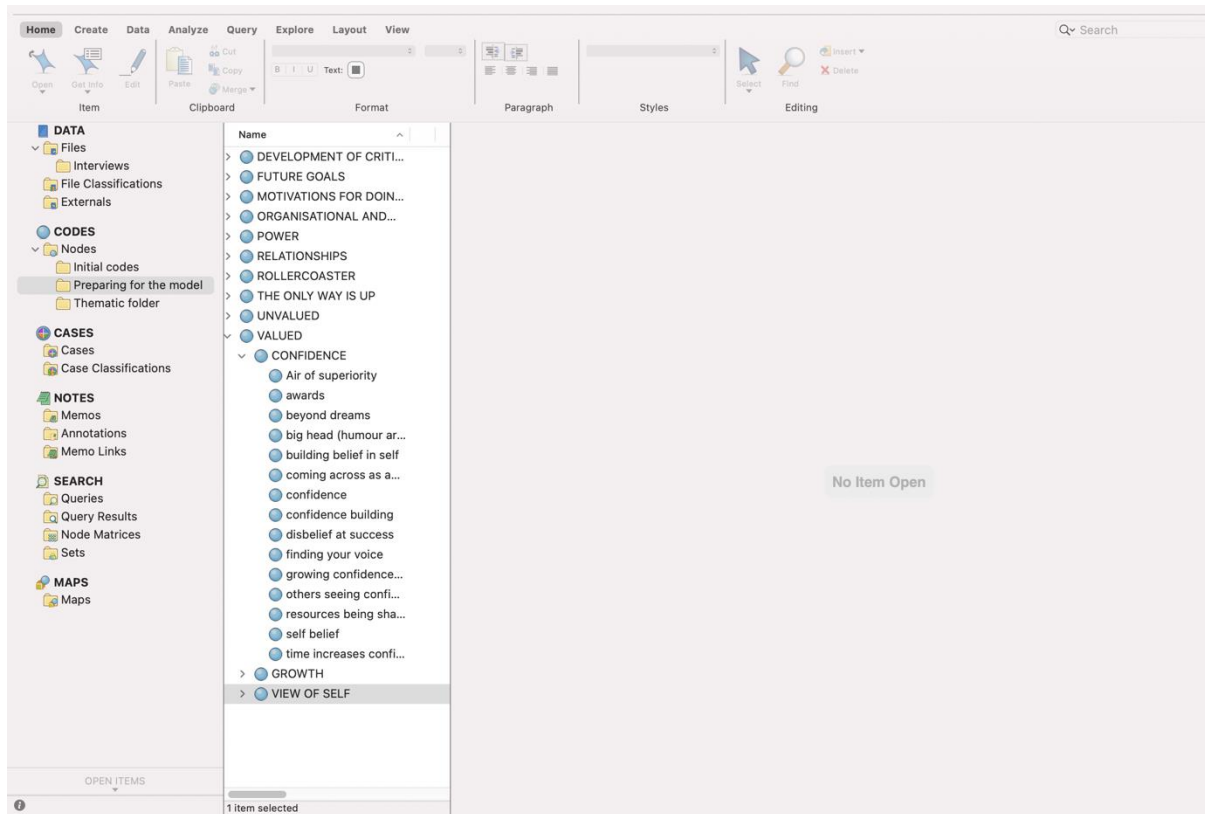 Home Create Data Analyze Query Explore Layout View
Search
Open Get Info Edit
Paste
Cut
Copy
Merge
B I U Text:
Select Find
Insert
Delete
Item Clipboard Format Paragraph Styles Editing
DATA
Files
Interviews
File Classifications
Externals
CODES
Nodes
Initial codes
Preparing for the model
Thematic folder
CASES
Cases
Case Classifications
NOTES
Memos
Annotations
Memo Links
SEARCH
Queries
Query Results
Node Matrices
Sets
MAPS
Maps
OPEN ITEMS
Name
DEVELOPMENT OF CRITI...
FUTURE GOALS
MOTIVATIONS FOR DOIN...
ORGANISATIONAL AND...
POWER
RELATIONSHIPS
ROLLERCOASTER
THE ONLY WAY IS UP
UNVALUED
VALUED
CONFIDENCE
Air of superiority
awards
beyond dreams
big head (humour ar...
building belief in self
coming across as a...
confidence
confidence building
disbelief at success
finding your voice
growing confidence...
others seeing confi...
resources being sha...
self belief
time increases confi...
GROWTH
VIEW OF SELF
1 item selected
No Item Open